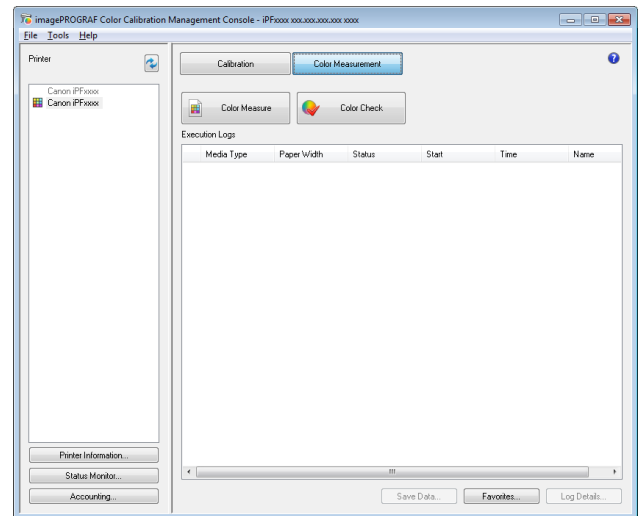 imagePROGRAF Color Calibration Management Console - iPFxxxx xxx.xxx.xxx.xxx xxxx
File Tools Help
Printer
Calibration Color Measurement
Canon iPFxxxx
Canon iPFxxxx
Color Measure Color Check
Execution Logs
Media Type Paper Width Status Start Time Name
Printer Information...
Status Monitor...
Accounting...
Save Data... Favorites... Log Details...